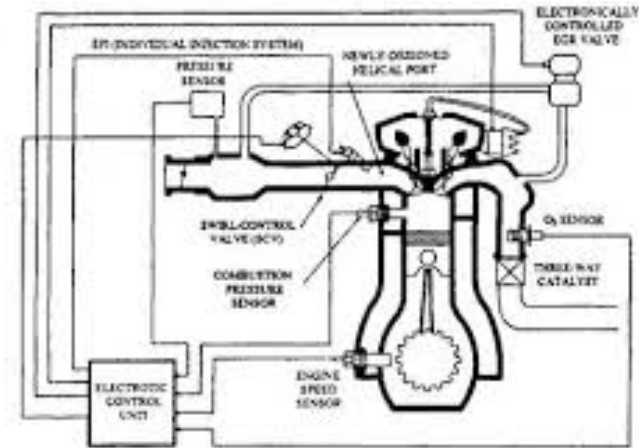 ELECTRONICALLY
CONTROLLED
EGR VALVE
EFI (INDIVIDUAL INJECTION SYSTEM)
PRESSURE
SENSOR
NEWLY-DESIGNED
HELICAL PORT
SWIRL-CONTROL
VALVE (SCV)
O₂ SENSOR
COMBUSTION
PRESSURE
SENSOR
THREE-WAY
CATALYST
ENGINE
SPEED
SENSOR
ELECTRONIC
CONTROL
UNIT